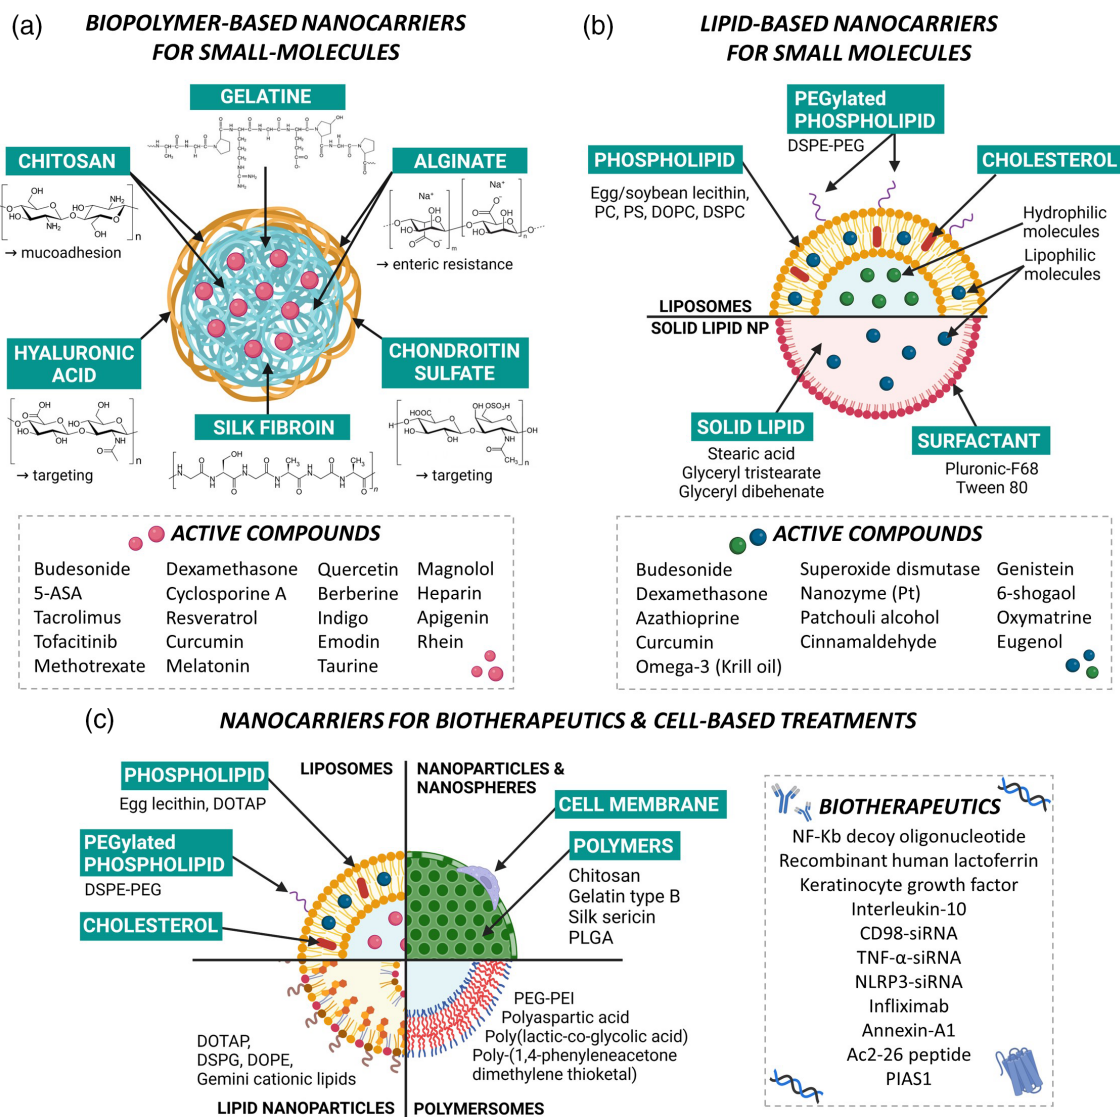 (a)
BIOPOLYMER-BASED NANOCARRIERS
FOR SMALL-MOLECULES
GELATINE
CHITOSAN
→ mucoadhesion
ALGINATE
Na⁺
Na⁺
→ enteric resistance
HYALURONIC
ACID
→ targeting
CHONDROITIN
SULFATE
→ targeting
SILK FIBROIN
ACTIVE COMPOUNDS
Budesonide
5-ASA
Tacrolimus
Tofacitinib
Methotrexate
Dexamethasone
Cyclosporine A
Resveratrol
Curcumin
Melatonin
Quercetin
Berberine
Indigo
Emodin
Taurine
Magnolol
Heparin
Apigenin
Rhein
(b)
LIPID-BASED NANOCARRIERS
FOR SMALL MOLECULES
PEGylated
PHOSPHOLIPID
DSPE-PEG
PHOSPHOLIPID
Egg/soybean lecithin,
PC, PS, DOPC, DSPC
CHOLESTEROL
Hydrophilic
molecules
Lipophilic
molecules
LIPOSOMES
SOLID LIPID NP
SOLID LIPID
Stearic acid
Glyceryl tristearate
Glyceryl dibehenate
SURFACTANT
Pluronic-F68
Tween 80
ACTIVE COMPOUNDS
Budesonide
Dexamethasone
Azathioprine
Curcumin
Omega-3 (Krill oil)
Superoxide dismutase
Nanozyme (Pt)
Patchouli alcohol
Cinnamaldehyde
Genistein
6-shogaol
Oxymatrine
Eugenol
(c)
NANOCARRIERS FOR BIOTHERAPEUTICS & CELL-BASED TREATMENTS
LIPOSOMES
PHOSPHOLIPID
Egg lecithin, DOTAP
PEGylated
PHOSPHOLIPID
DSPE-PEG
CHOLESTEROL
NANOPARTICLES &
NANOSPHERES
CELL MEMBRANE
POLYMERS
Chitosan
Gelatin type B
Silk sericin
PLGA
DOTAP,
DSPG, DOPE,
Gemini cationic lipids
LIPID NANOPARTICLES
PEG-PEI
Polyaspartic acid
Poly(lactic-co-glycolic acid)
Poly-(1,4-phenyleneacetone
dimethylene thioketal)
POLYMERSOMES
BIOTHERAPEUTICS
NF-Kb decoy oligonucleotide
Recombinant human lactoferrin
Keratinocyte growth factor
Interleukin-10
CD98-siRNA
TNF-α-siRNA
NLRP3-siRNA
Infliximab
Annexin-A1
Ac2-26 peptide
PIAS1